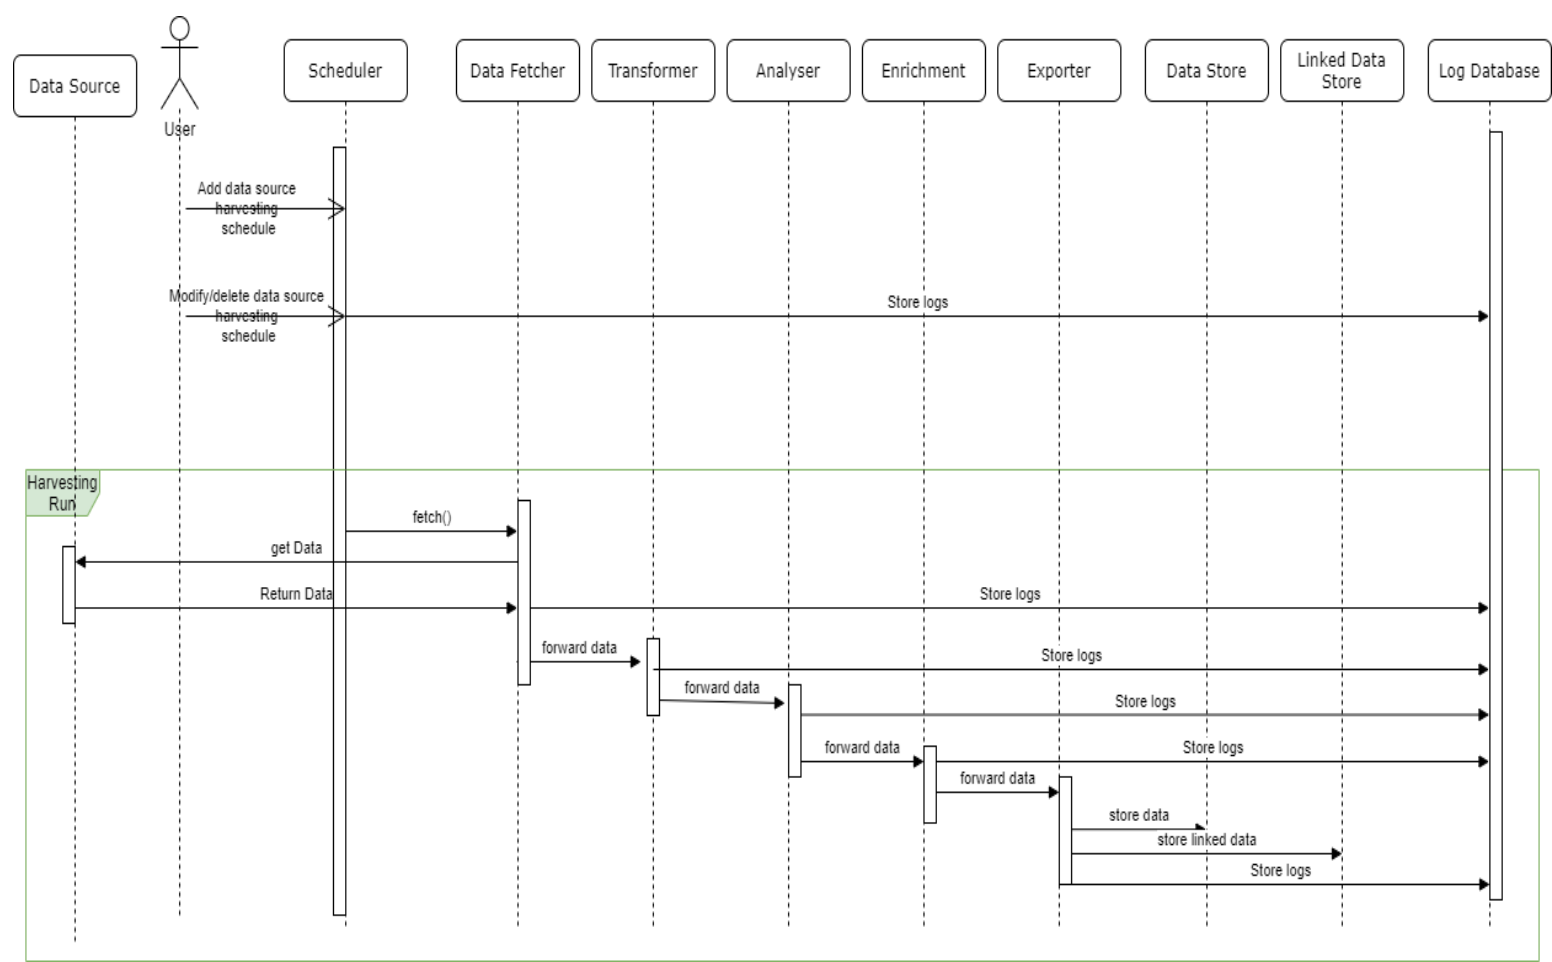 Data Source
User
Scheduler
Data Fetcher
Transformer
Analyser
Enrichment
Exporter
Data Store
Linked Data
Store
Log Database
Add data source
harvesting
schedule
Modify/delete data source
harvesting
schedule
Store logs
Harvesting
Run
fetch()
get Data
Return Data
Store logs
forward data
Store logs
forward data
Store logs
forward data
Store logs
forward data
store data
store linked data
Store logs